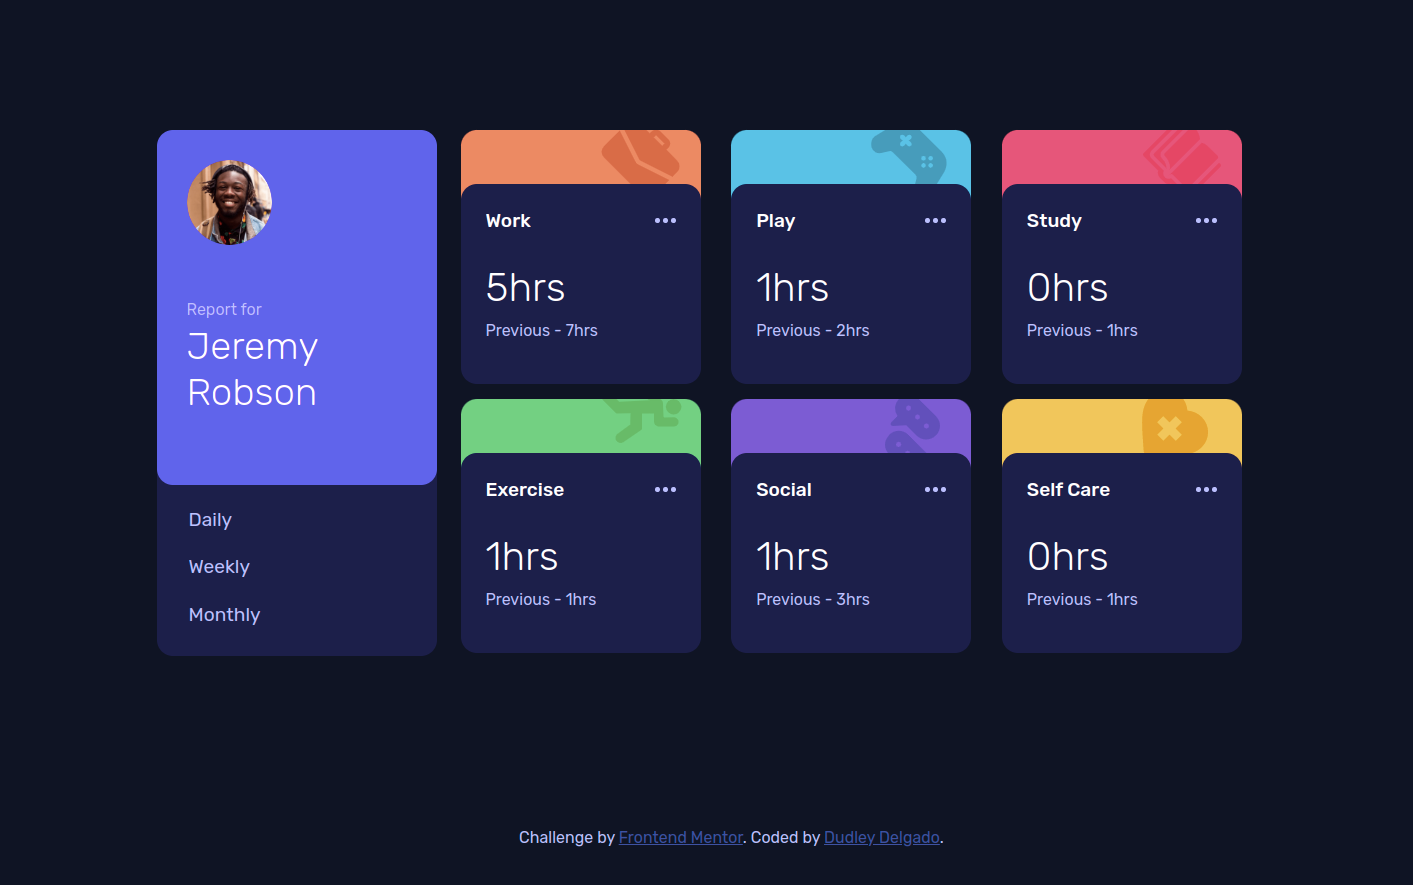 Report for
Jeremy
Robson
Daily
Weekly
Monthly
Work
5hrs
Previous - 7hrs
Play
1hrs
Previous - 2hrs
Study
0hrs
Previous - 1hrs
Exercise
1hrs
Previous - 1hrs
Social
1hrs
Previous - 3hrs
Self Care
0hrs
Previous - 1hrs
Challenge by Frontend Mentor. Coded by Dudley Delgado.